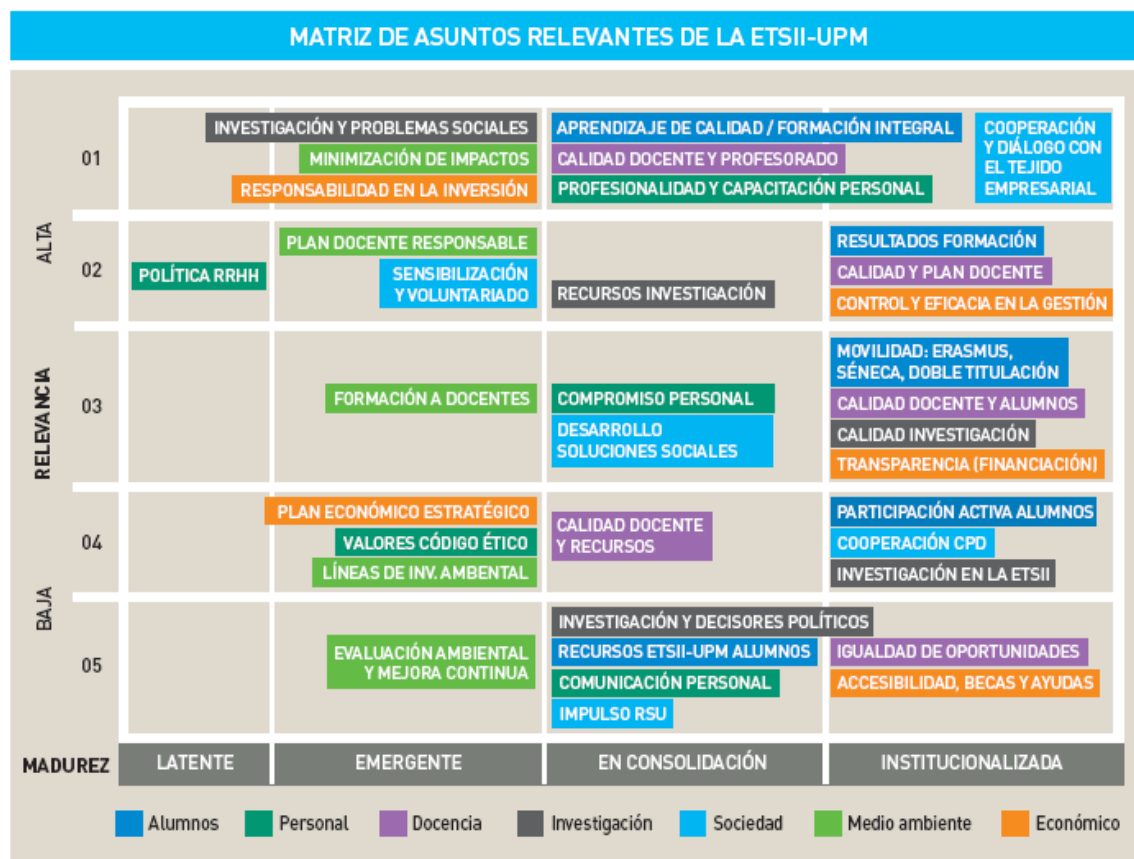 MATRIZ DE ASUNTOS RELEVANTES DE LA ETSII-UPM
RELEVANCIA
ALTA
BAJA
01
INVESTIGACIÓN Y PROBLEMAS SOCIALES
MINIMIZACIÓN DE IMPACTOS
RESPONSABILIDAD EN LA INVERSIÓN
APRENDIZAJE DE CALIDAD / FORMACIÓN INTEGRAL
CALIDAD DOCENTE Y PROFESORADO
PROFESIONALIDAD Y CAPACITACIÓN PERSONAL
COOPERACIÓN
Y DIÁLOGO CON
EL TEJIDO
EMPRESARIAL
02
POLÍTICA RRHH
PLAN DOCENTE RESPONSABLE
SENSIBILIZACIÓN
Y VOLUNTARIADO
RECURSOS INVESTIGACIÓN
RESULTADOS FORMACIÓN
CALIDAD Y PLAN DOCENTE
CONTROL Y EFICACIA EN LA GESTIÓN
03
FORMACIÓN A DOCENTES
COMPROMISO PERSONAL
DESARROLLO
SOLUCIONES SOCIALES
MOVILIDAD: ERASMUS,
SÉNECA, DOBLE TITULACIÓN
CALIDAD DOCENTE Y ALUMNOS
CALIDAD INVESTIGACIÓN
TRANSPARENCIA (FINANCIACIÓN)
04
PLAN ECONÓMICO ESTRATÉGICO
VALORES CÓDIGO ÉTICO
LÍNEAS DE INV. AMBENTAL
CALIDAD DOCENTE
Y RECURSOS
PARTICIPACIÓN ACTIVA ALUMNOS
COOPERACIÓN CPD
INVESTIGACIÓN EN LA ETSII
05
EVALUACIÓN AMBIENTAL
Y MEJORA CONTINUA
INVESTIGACIÓN Y DECISORES POLÍTICOS
RECURSOS ETSII-UPM ALUMNOS
COMUNICACIÓN PERSONAL
IMPULSO RSU
IGUALDAD DE OPORTUNIDADES
ACCESIBILIDAD, BECAS Y AYUDAS
MADUREZ
LATENTE
EMERGENTE
EN CONSOLIDACIÓN
INSTITUCIONALIZADA
Alumnos
Personal
Docencia
Investigación
Sociedad
Medio ambiente
Económico